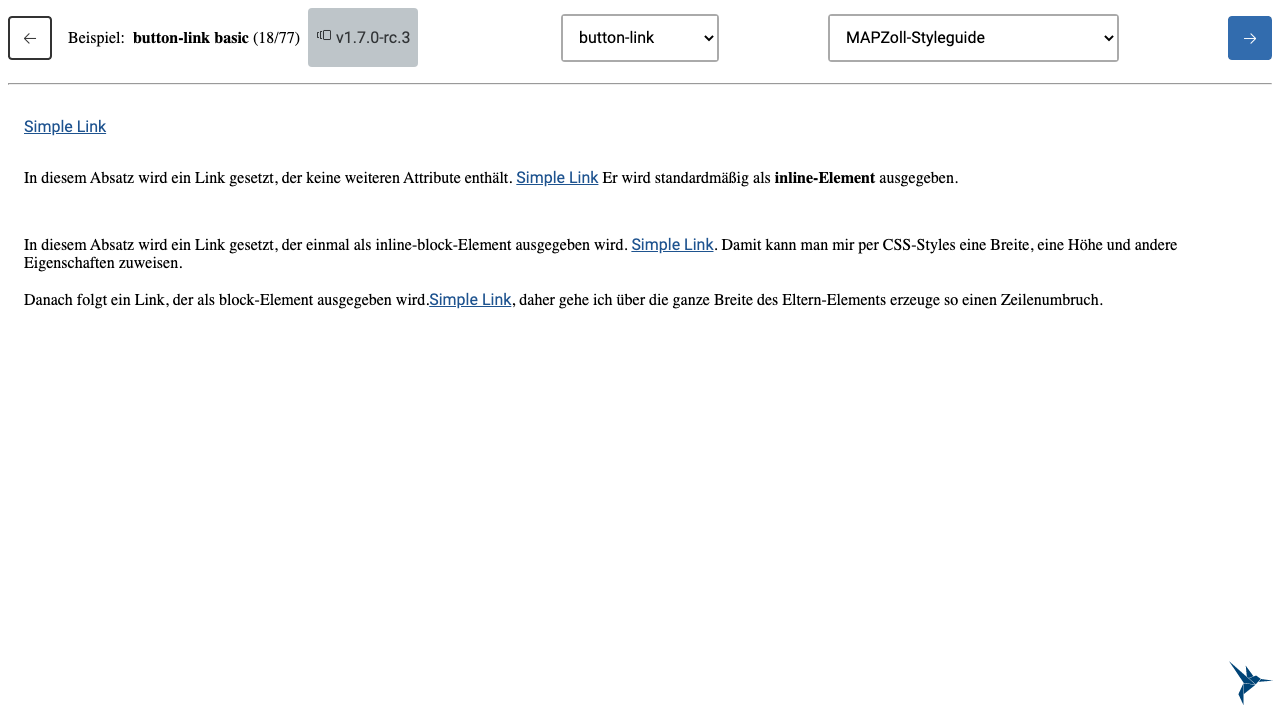 Beispiel: button-link basic (18/77) v1.7.0-rc.3 button-link MAPZoll-Styleguide
Simple Link
In diesem Absatz wird ein Link gesetzt, der keine weiteren Attribute enthält. Simple Link Er wird standardmäßig als inline-Element ausgegeben.
In diesem Absatz wird ein Link gesetzt, der einmal als inline-block-Element ausgegeben wird. Simple Link. Damit kann man mir per CSS-Styles eine Breite, eine Höhe und andere
Eigenschaften zuweisen.
Danach folgt ein Link, der als block-Element ausgegeben wird.Simple Link, daher gehe ich über die ganze Breite des Eltern-Elements erzeuge so einen Zeilenumbruch.